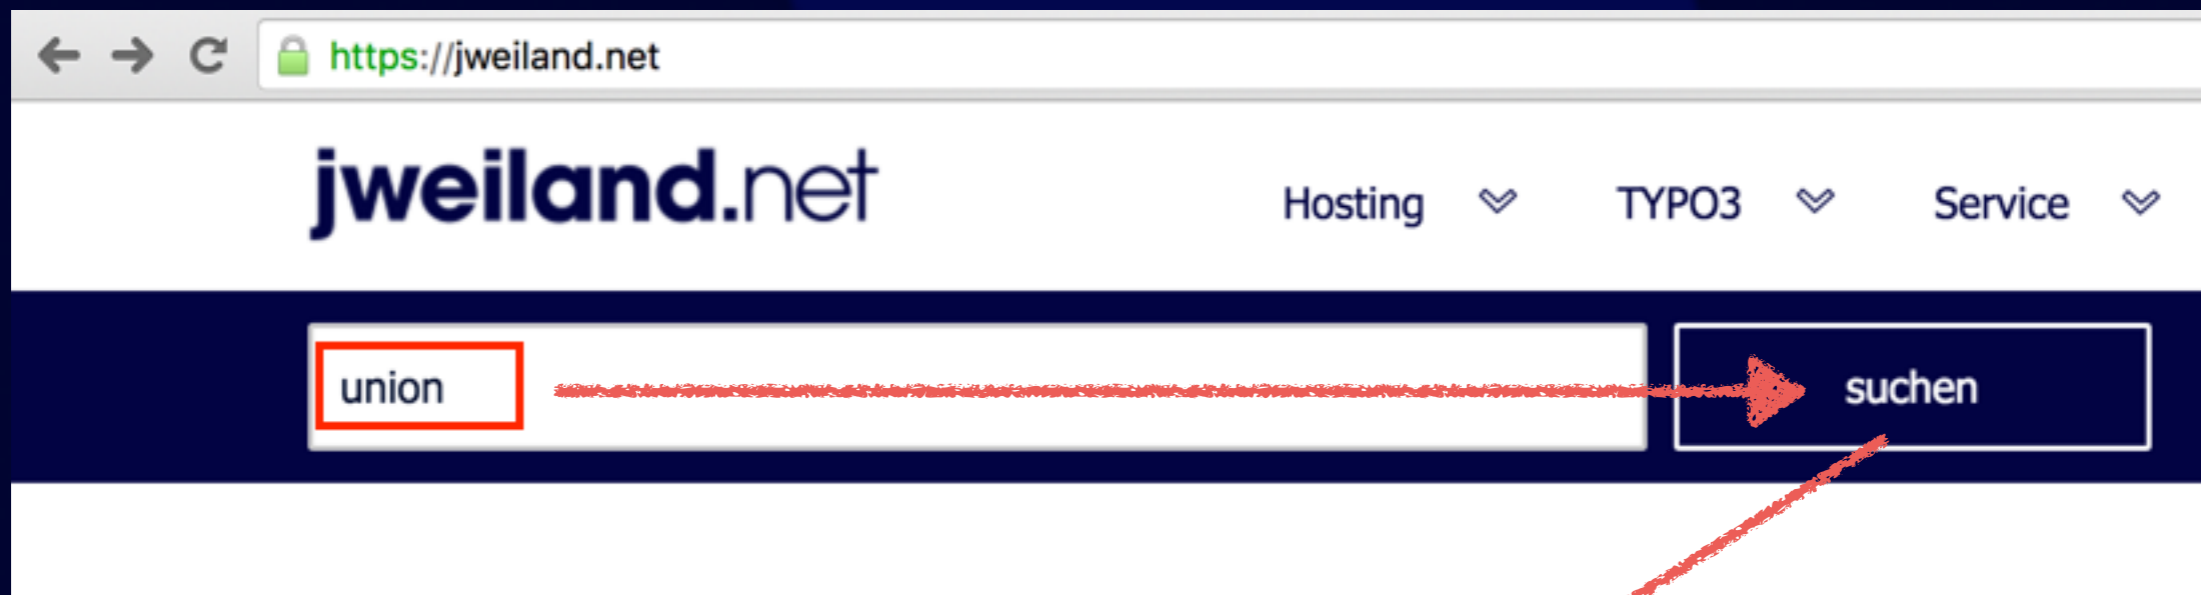 https://jweiland.net
jweiland.net
Hosting TYPO3 Service
union
suchen